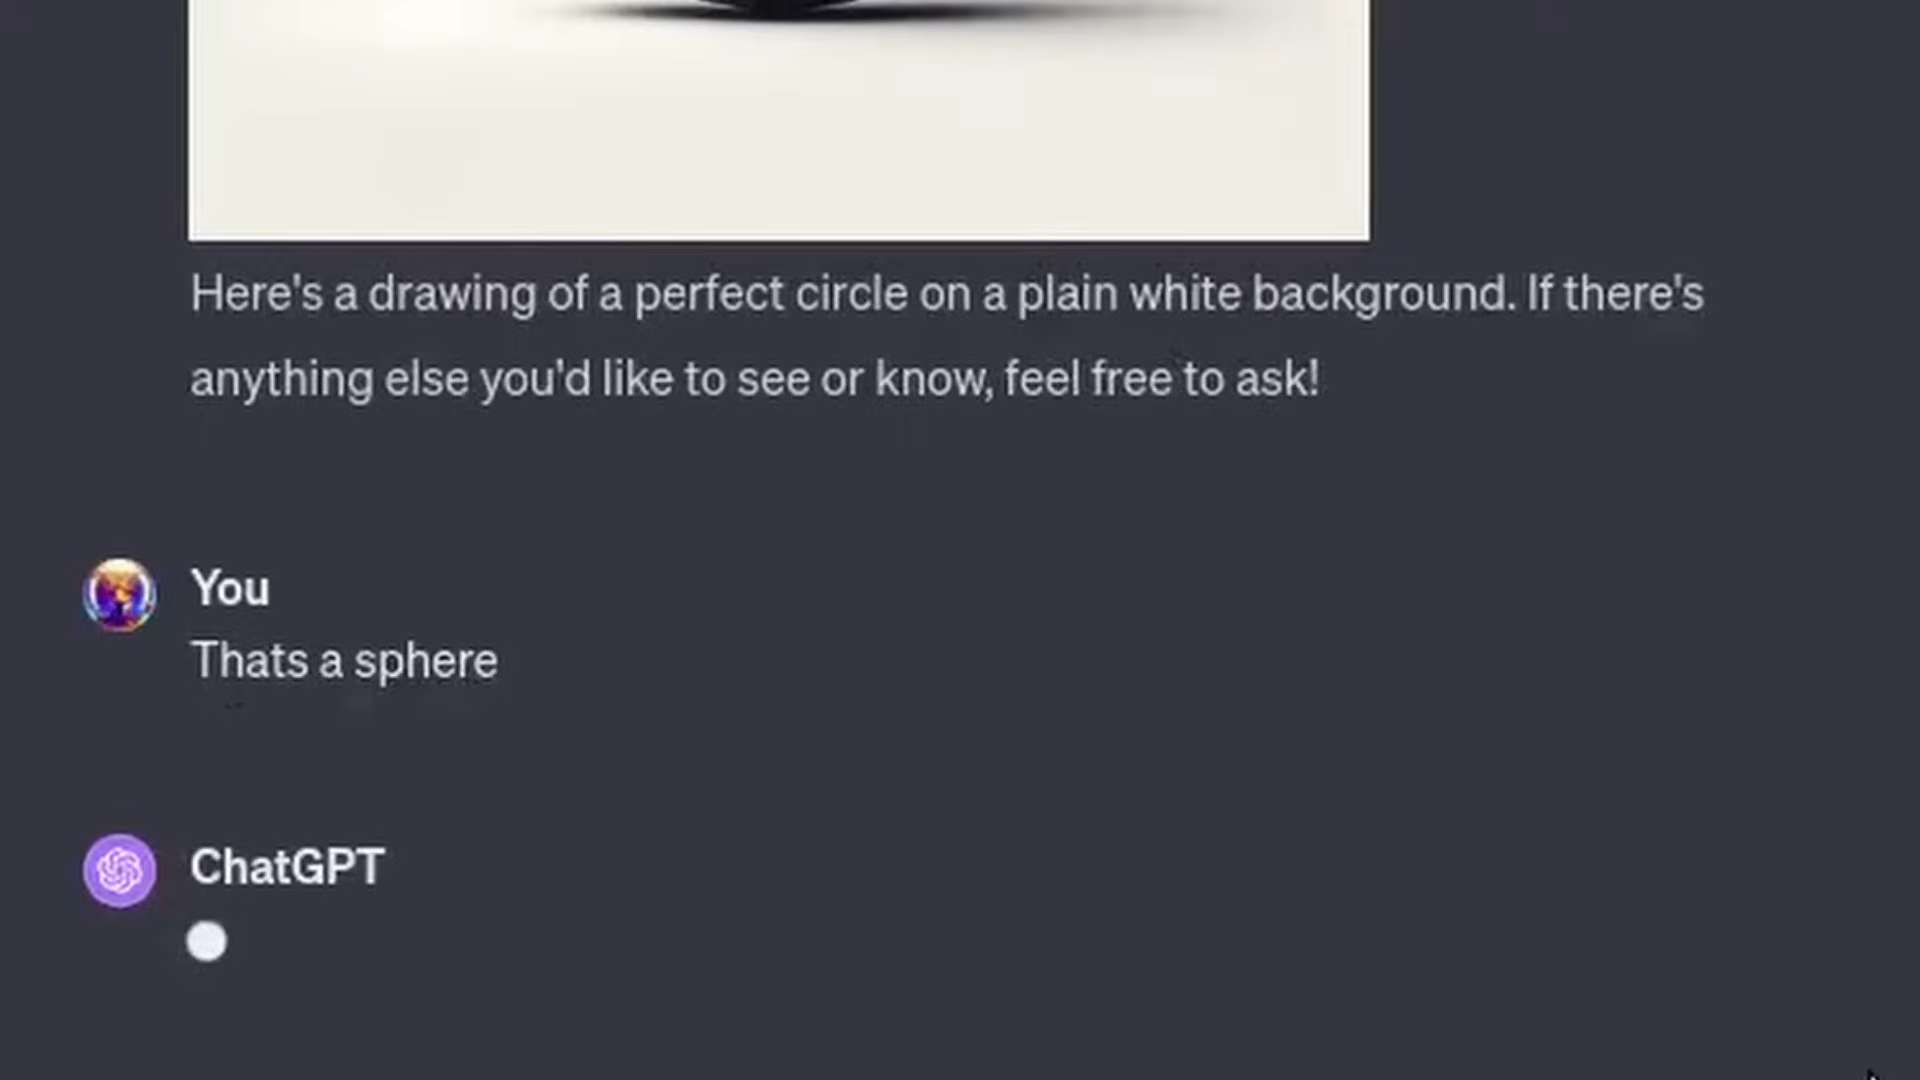 Here's a drawing of a perfect circle on a plain white background. If there's
anything else you'd like to see or know, feel free to ask!
You
Thats a sphere
ChatGPT